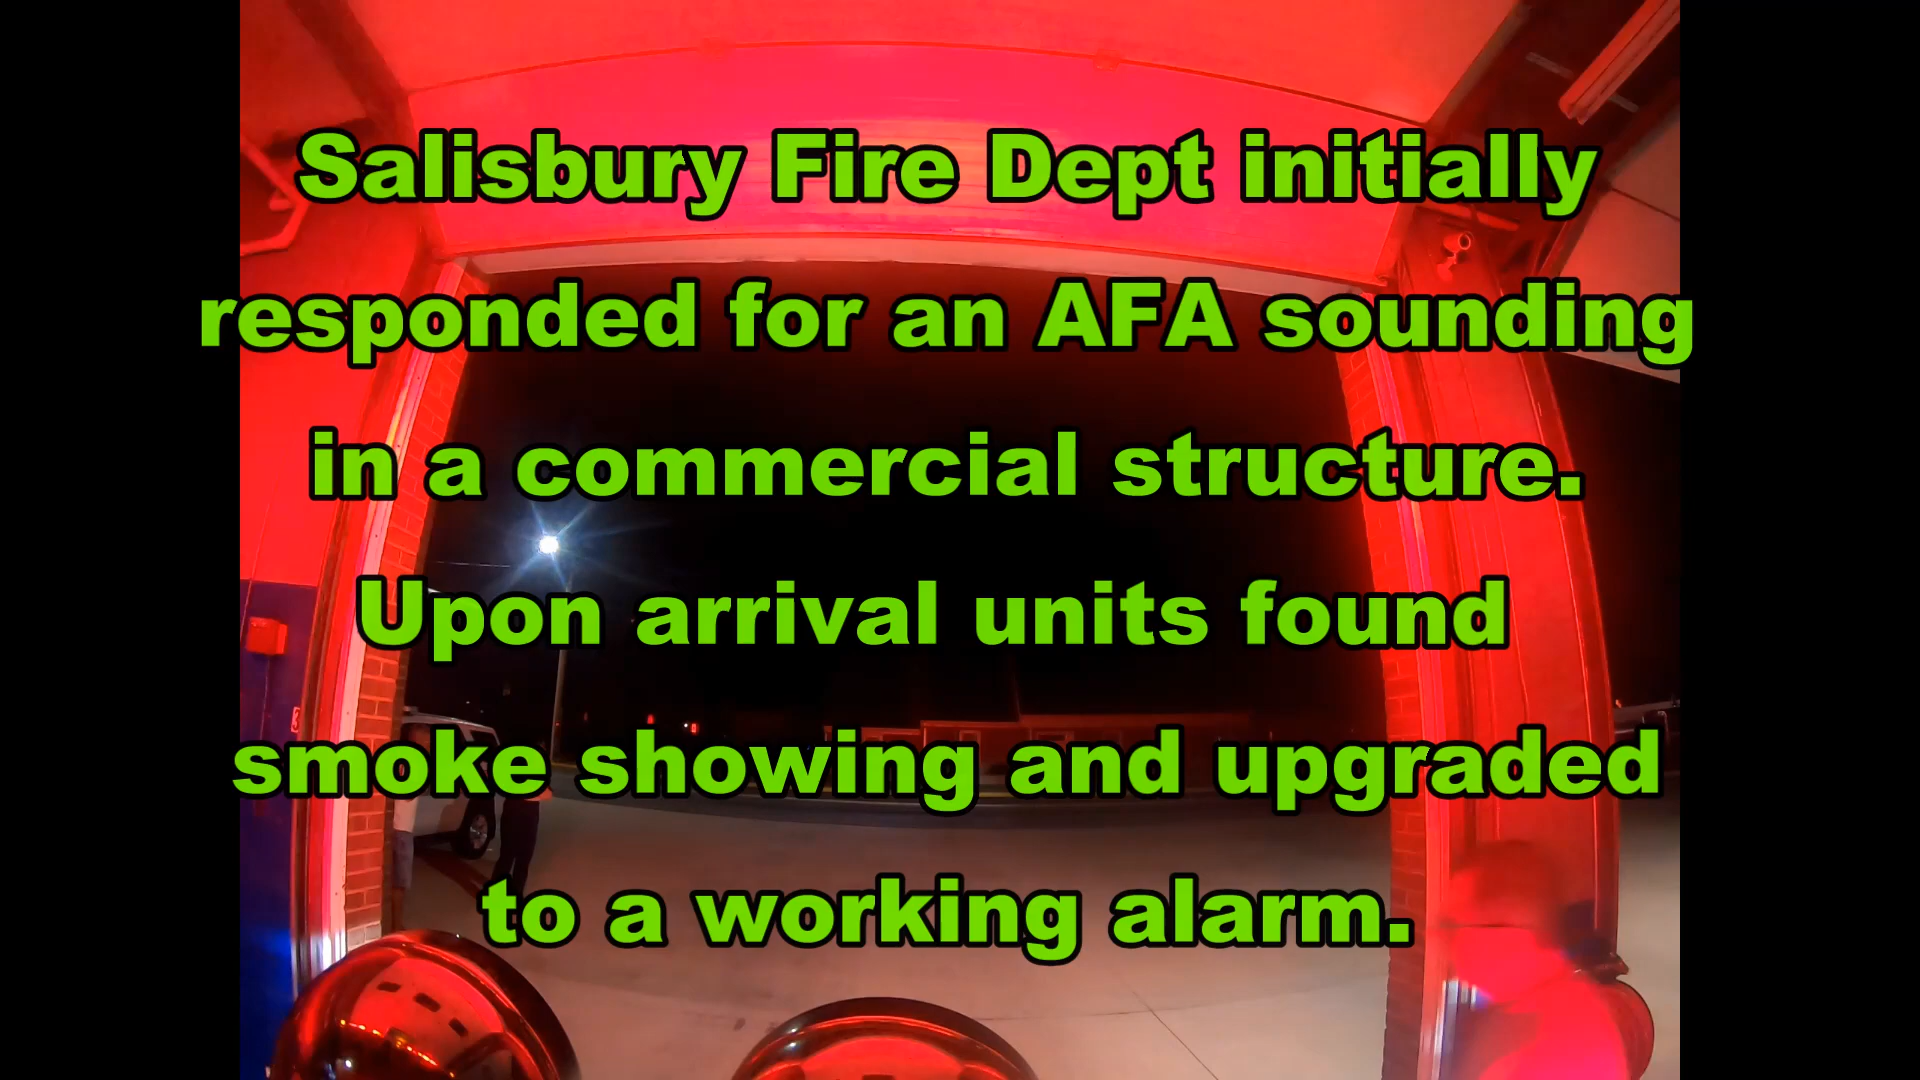 Salisbury Fire Dept initially
responded for an AFA sounding
in a commercial structure.
Upon arrival units found
smoke showing and upgraded
to a working alarm.